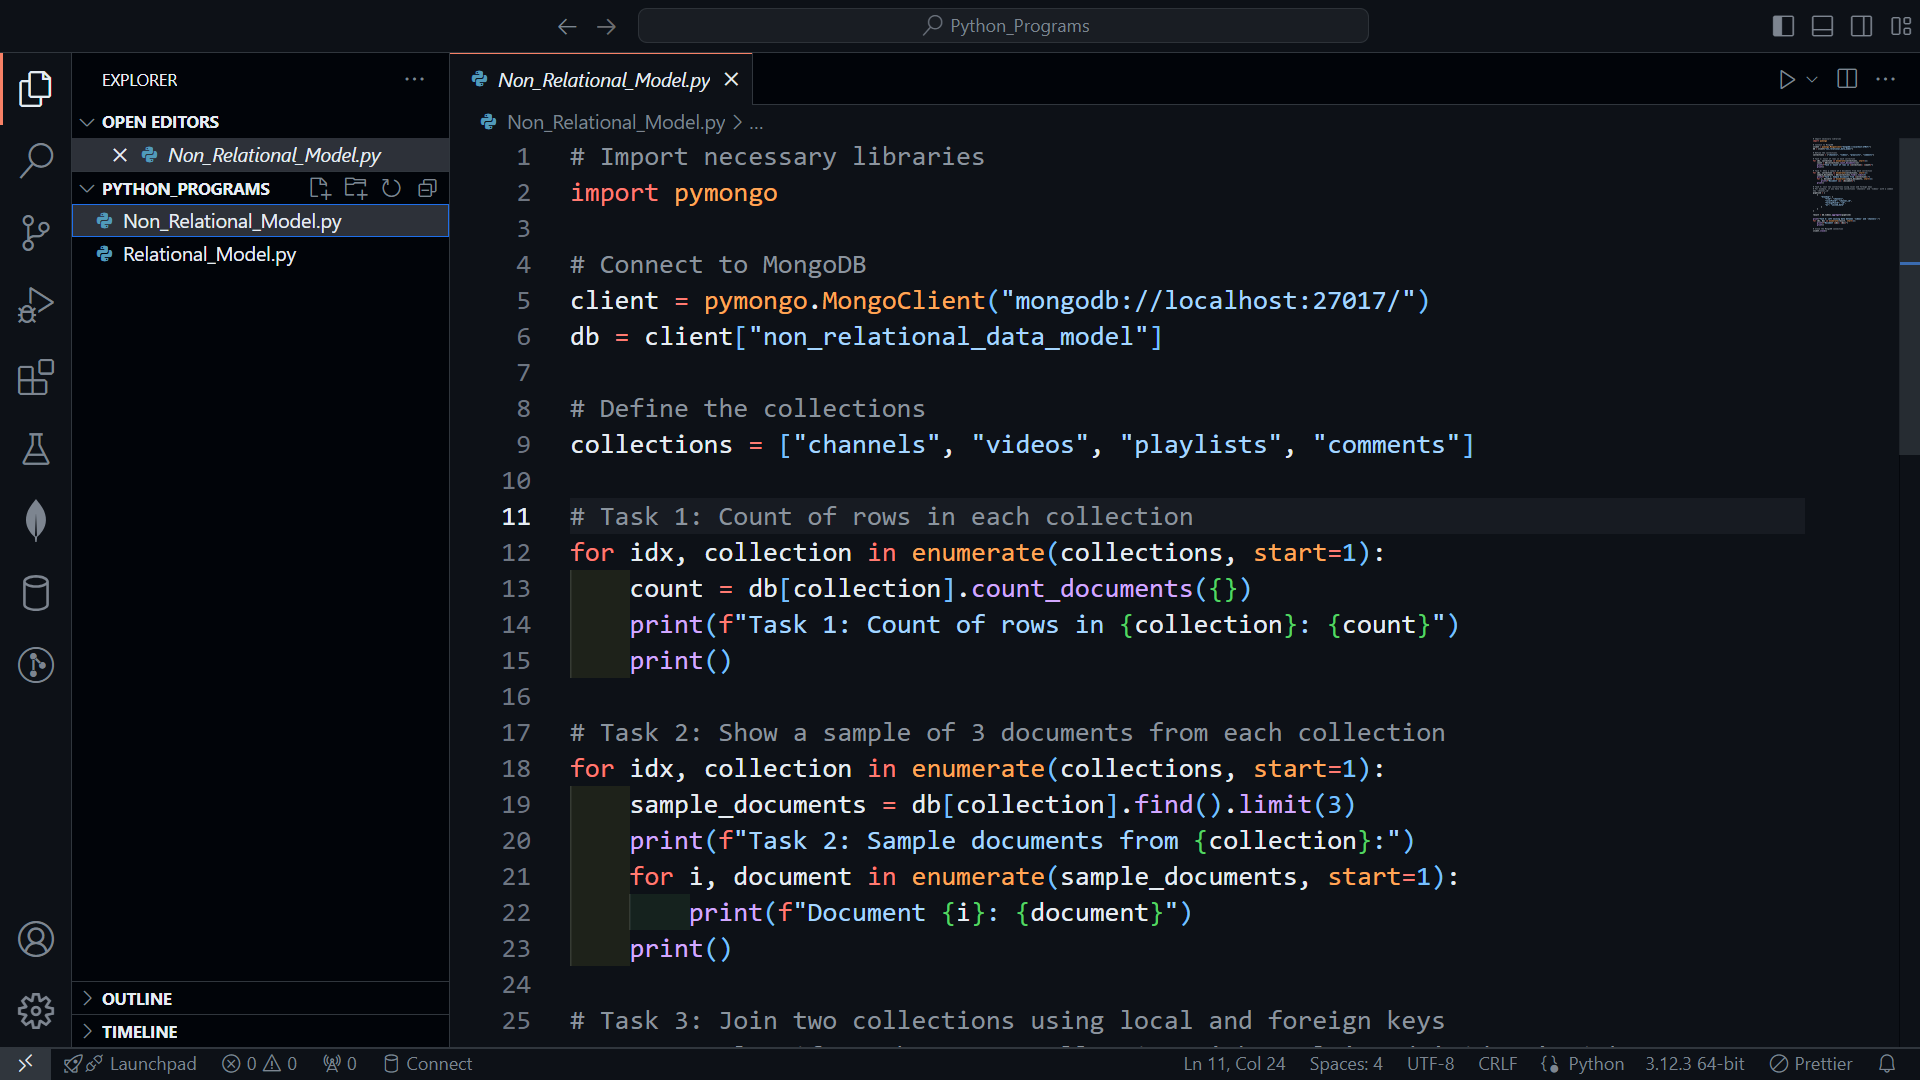 Python_Programs
EXPLORER
OPEN EDITORS
Non_Relational_Model.py
PYTHON_PROGRAMS
Non_Relational_Model.py
Relational_Model.py
OUTLINE
TIMELINE
Non_Relational_Model.py
Non_Relational_Model.py > ...
1 # Import necessary libraries
2 import pymongo
3
4 # Connect to MongoDB
5 client = pymongo.MongoClient("mongodb://localhost:27017/")
6 db = client["non_relational_data_model"]
7
8 # Define the collections
9 collections = ["channels", "videos", "playlists", "comments"]
10
11 # Task 1: Count of rows in each collection
12 for idx, collection in enumerate(collections, start=1):
13     count = db[collection].count_documents({})
14     print(f"Task 1: Count of rows in {collection}: {count}")
15     print()
16
17 # Task 2: Show a sample of 3 documents from each collection
18 for idx, collection in enumerate(collections, start=1):
19     sample_documents = db[collection].find().limit(3)
20     print(f"Task 2: Sample documents from {collection}:")
21     for i, document in enumerate(sample_documents, start=1):
22         print(f"Document {i}: {document}")
23     print()
24
25 # Task 3: Join two collections using local and foreign keys
Launchpad 0 0 0 Connect Ln 11, Col 24 Spaces: 4 UTF-8 CRLF Python 3.12.3 64-bit Prettier